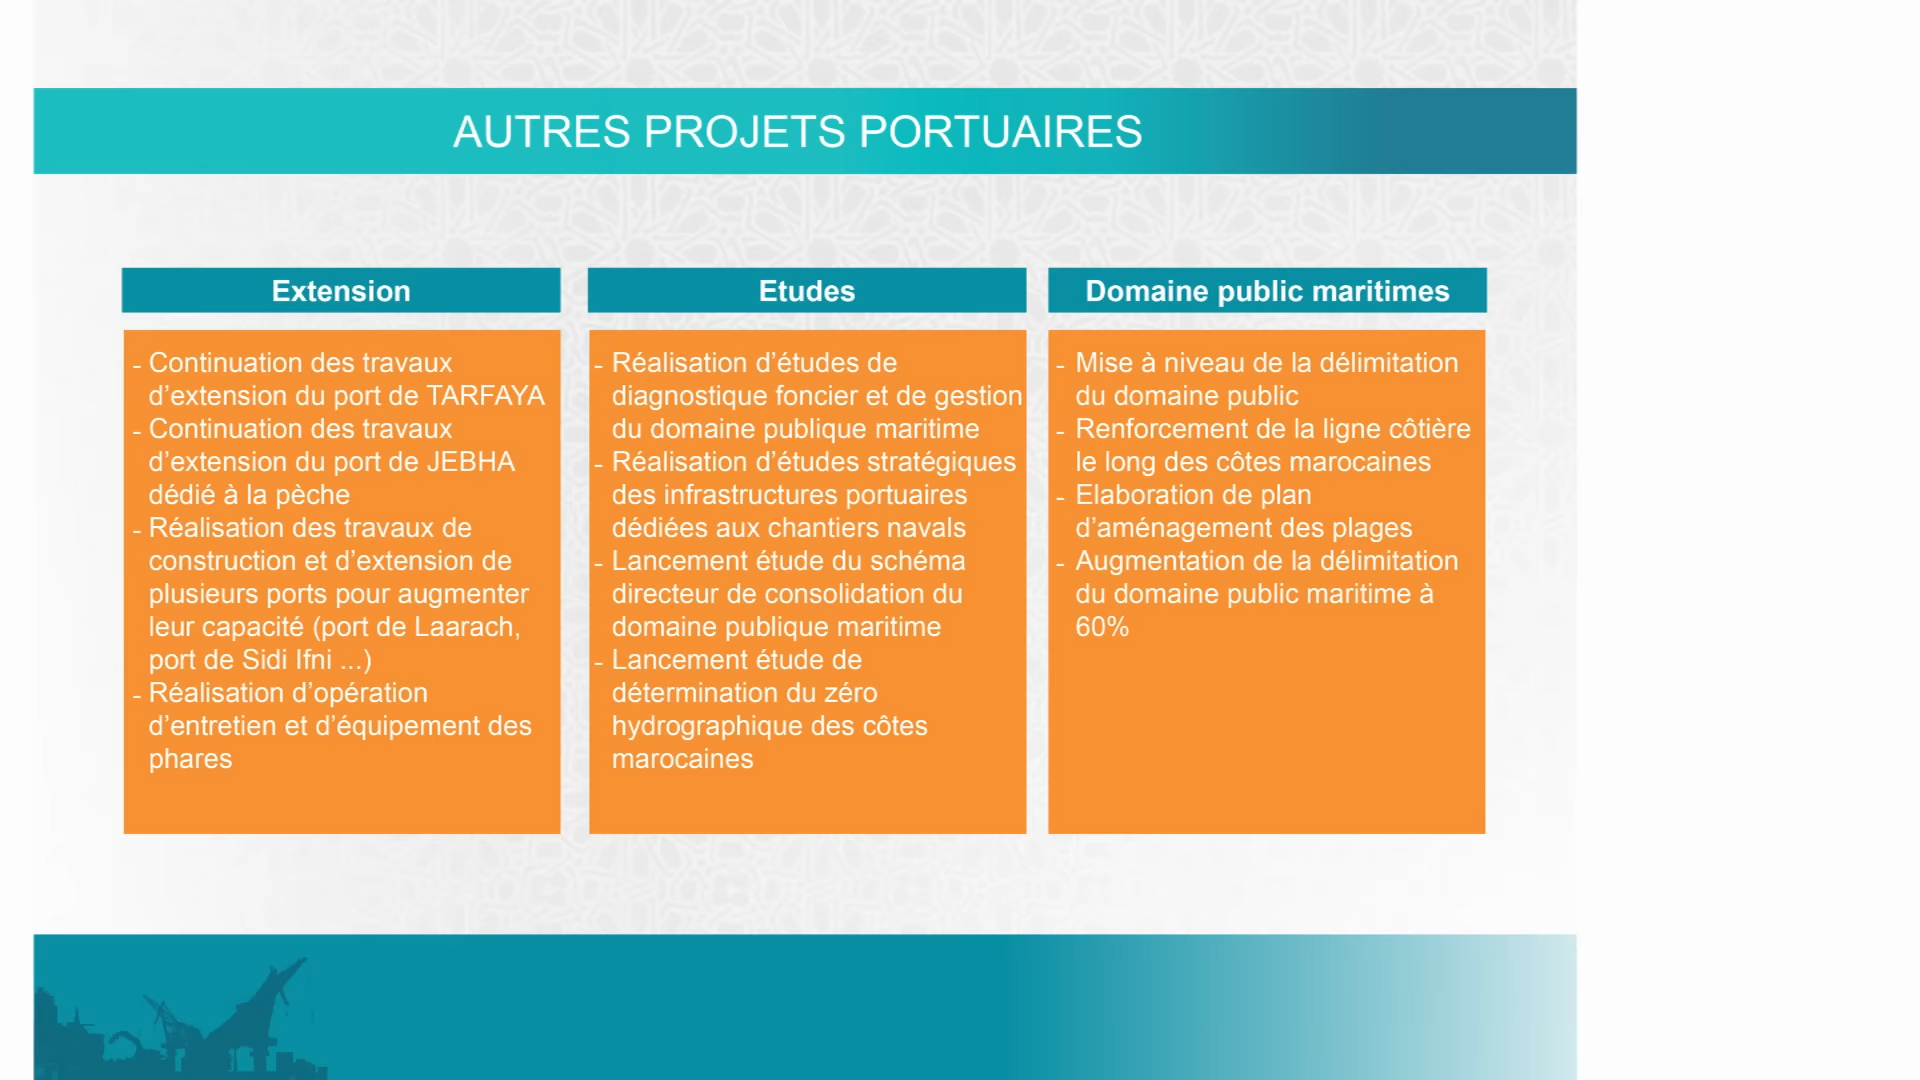 AUTRES PROJETS PORTUAIRES
Extension
- Continuation des travaux
d’extension du port de TARFAYA
- Continuation des travaux
d’extension du port de JEBHA
dédié à la pèche
- Réalisation des travaux de
construction et d’extension de
plusieurs ports pour augmenter
leur capacité (port de Laarach,
port de Sidi Ifni ...)
- Réalisation d’opération
d’entretien et d’équipement des
phares
Etudes
- Réalisation d’études de
diagnostique foncier et de gestion
du domaine publique maritime
- Réalisation d’études stratégiques
des infrastructures portuaires
dédiées aux chantiers navals
- Lancement étude du schéma
directeur de consolidation du
domaine publique maritime
- Lancement étude de
détermination du zéro
hydrographique des côtes
marocaines
Domaine public maritimes
- Mise à niveau de la délimitation
du domaine public
- Renforcement de la ligne côtière
le long des côtes marocaines
- Elaboration de plan
d’aménagement des plages
- Augmentation de la délimitation
du domaine public maritime à
60%